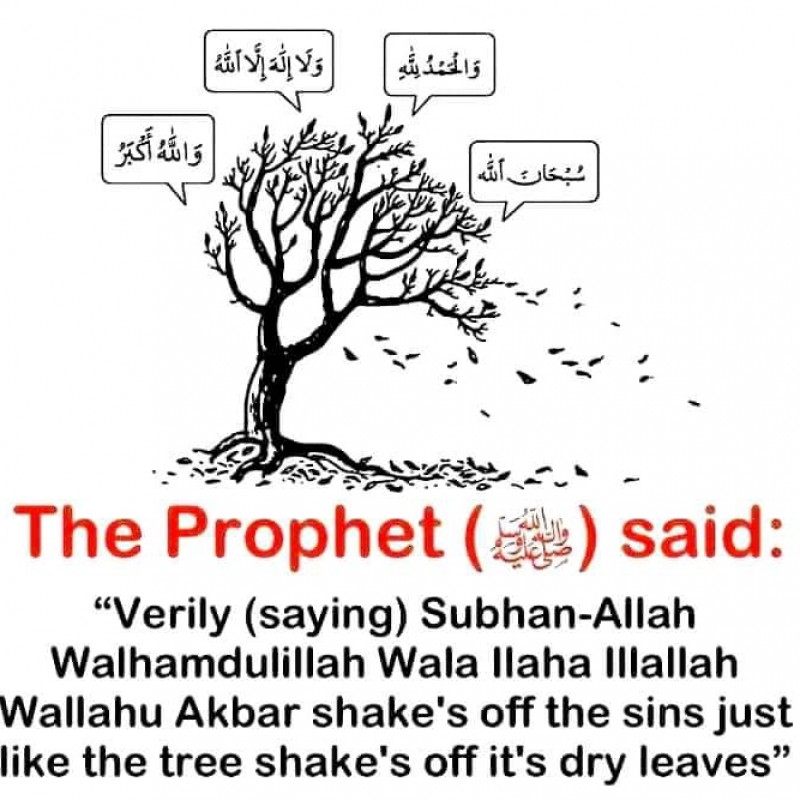 وَلَا إِلٰهَ إِلَّا اللّٰهُ
وَالْحَمْدُ لِلّٰهِ
وَاللّٰهُ أَكْبَرُ
سُبْحَانَ اللّٰه
The Prophet (ﷺ) said:
“Verily (saying) Subhan-Allah
Walhamdulillah Wala Ilaha Illallah
Wallahu Akbar shake's off the sins just
like the tree shake's off it's dry leaves”